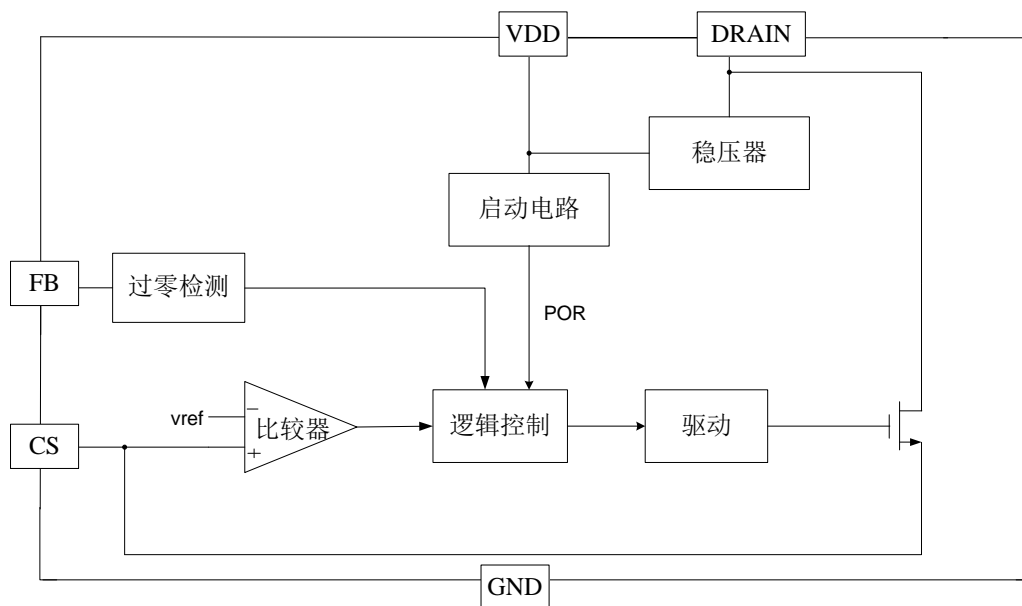 VDD
DRAIN
稳压器
启动电路
FB
过零检测
POR
vref
−
比较器
+
CS
逻辑控制
驱动
GND